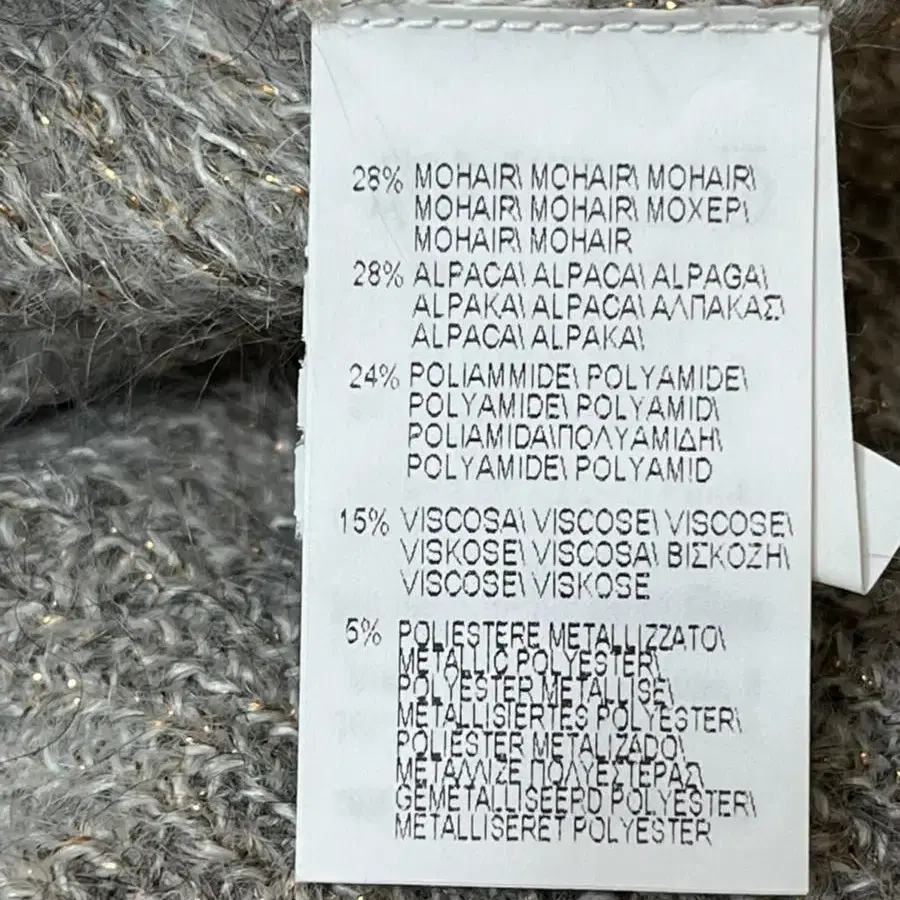 28% MOHAIR\ MOHAIR\ MOHAIR\
MOHAIR\ MOHAIR\ ΜΟΧΕΡ\
MOHAIR\ MOHAIR
28% ALPACA\ ALPACA\ ALPAGA\
ALPAKA\ ALPACA\ ΑΛΠΑΚΑΣ\
ALPACA\ ALPAKA\
24% POLIAMMIDE\ POLYAMIDE\
POLYAMIDE\ POLYAMID\
POLIAMIDA\ΠΟΛΥΑΜΙΔΗ\
POLYAMIDE\ POLYAMID
15% VISCOSA\ VISCOSE\ VISCOSE\
VISKOSE\ VISCOSA\ ΒΙΣΚΟΖΗ\
VISCOSE\ VISKOSE
5% POLIESTERE METALLIZZATO\
METALLIC POLYESTER\
POLYESTER METALLISE\
METALLISIERTES POLYESTER\
POLIESTER METALIZADO\
ΜΕΤΑΛΛΙΖΕ ΠΟΛΥΕΣΤΕΡΑΣ\
GEMETALLISEERD POLYESTER\
METALLISERET POLYESTER